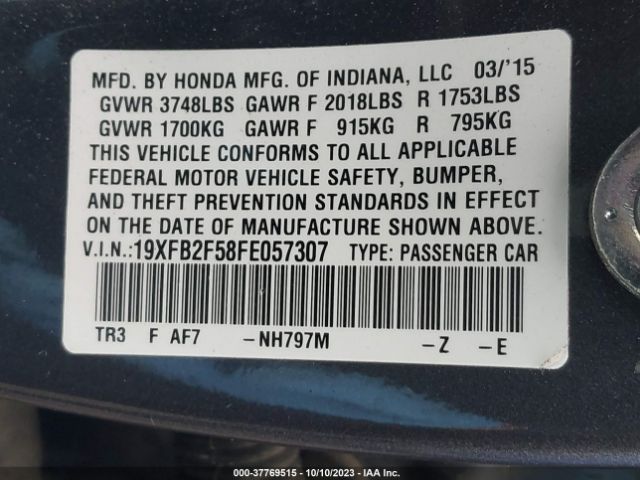 MFD. BY HONDA MFG. OF INDIANA, LLC 03/'15
GVWR 3748LBS GAWR F 2018LBS R 1753LBS
GVWR 1700KG GAWR F 915KG R 795KG
THIS VEHICLE CONFORMS TO ALL APPLICABLE
FEDERAL MOTOR VEHICLE SAFETY, BUMPER,
AND THEFT PREVENTION STANDARDS IN EFFECT
ON THE DATE OF MANUFACTURE SHOWN ABOVE.
V.I.N.:19XFB2F58FE057307 TYPE: PASSENGER CAR
TR3 F AF7 -NH797M -Z -E
000-37769515 - 10/10/2023 - IAA Inc.